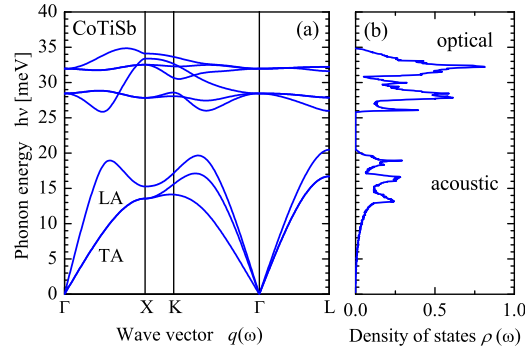 CoTiSb
(a)
(b)
optical
acoustic
LA
TA
Phonon energy hν [meV]
40
35
30
25
20
15
10
5
0
Γ
X
K
Γ
L
0.0
0.5
1.0
Wave vector q(ω)
Density of states ρ (ω)